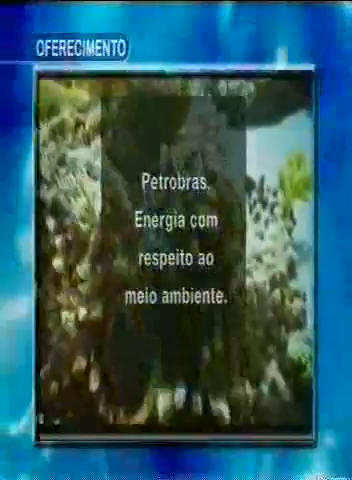 OFERECIMENTO
Petrobras.
Energia com
respeito ao
meio ambiente.